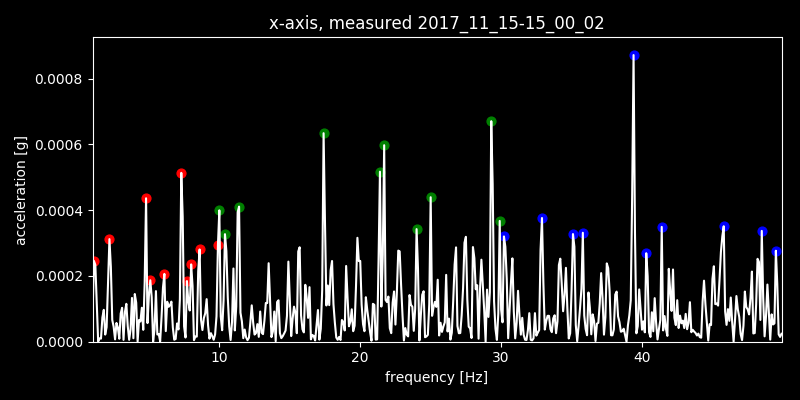 x-axis, measured 2017_11_15-15_00_02
acceleration [g]
0.0008
0.0006
0.0004
0.0002
0.0000
10 20 30 40
frequency [Hz]